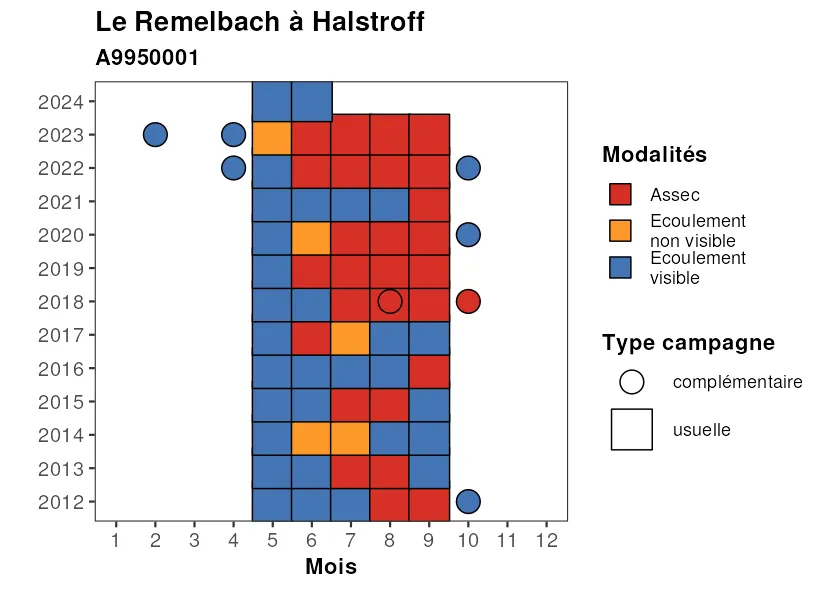 Le Remelbach à Halstroff
A9950001
2024
2023
2022
2021
2020
2019
2018
2017
2016
2015
2014
2013
2012
1 2 3 4 5 6 7 8 9 10 11 12
Mois
Modalités
Assec
Ecoulement
non visible
Ecoulement
visible
Type campagne
complémentaire
usuelle